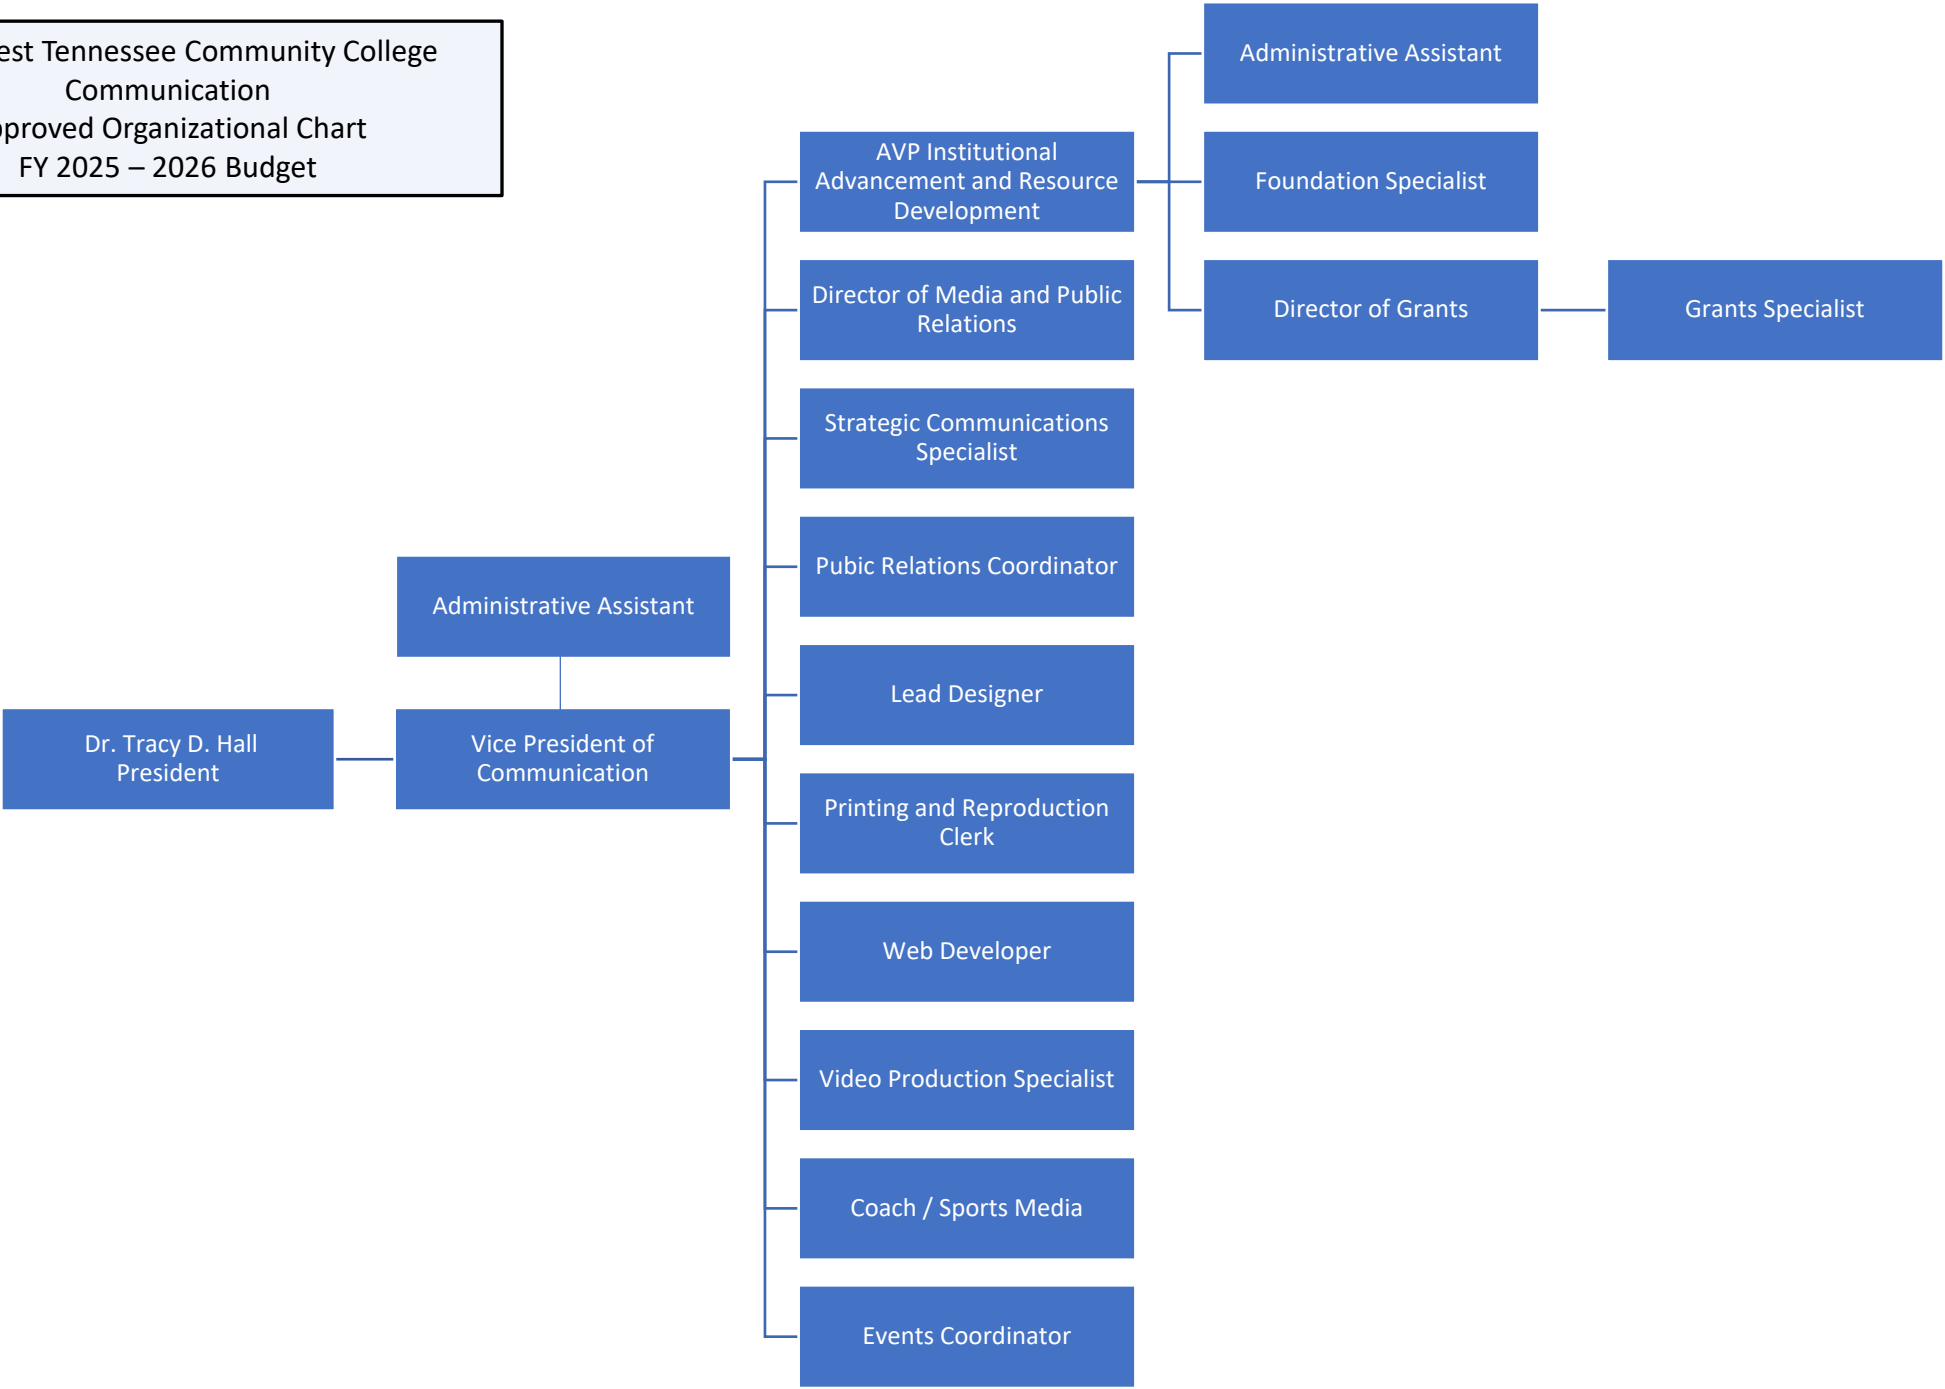 est Tennessee Community College
Communication
proved Organizational Chart
FY 2025 – 2026 Budget
Administrative Assistant
AVP Institutional
Advancement and Resource
Development
Foundation Specialist
Director of Media and Public
Relations
Director of Grants
Grants Specialist
Strategic Communications
Specialist
Pubic Relations Coordinator
Administrative Assistant
Lead Designer
Dr. Tracy D. Hall
President
Vice President of
Communication
Printing and Reproduction
Clerk
Web Developer
Video Production Specialist
Coach / Sports Media
Events Coordinator